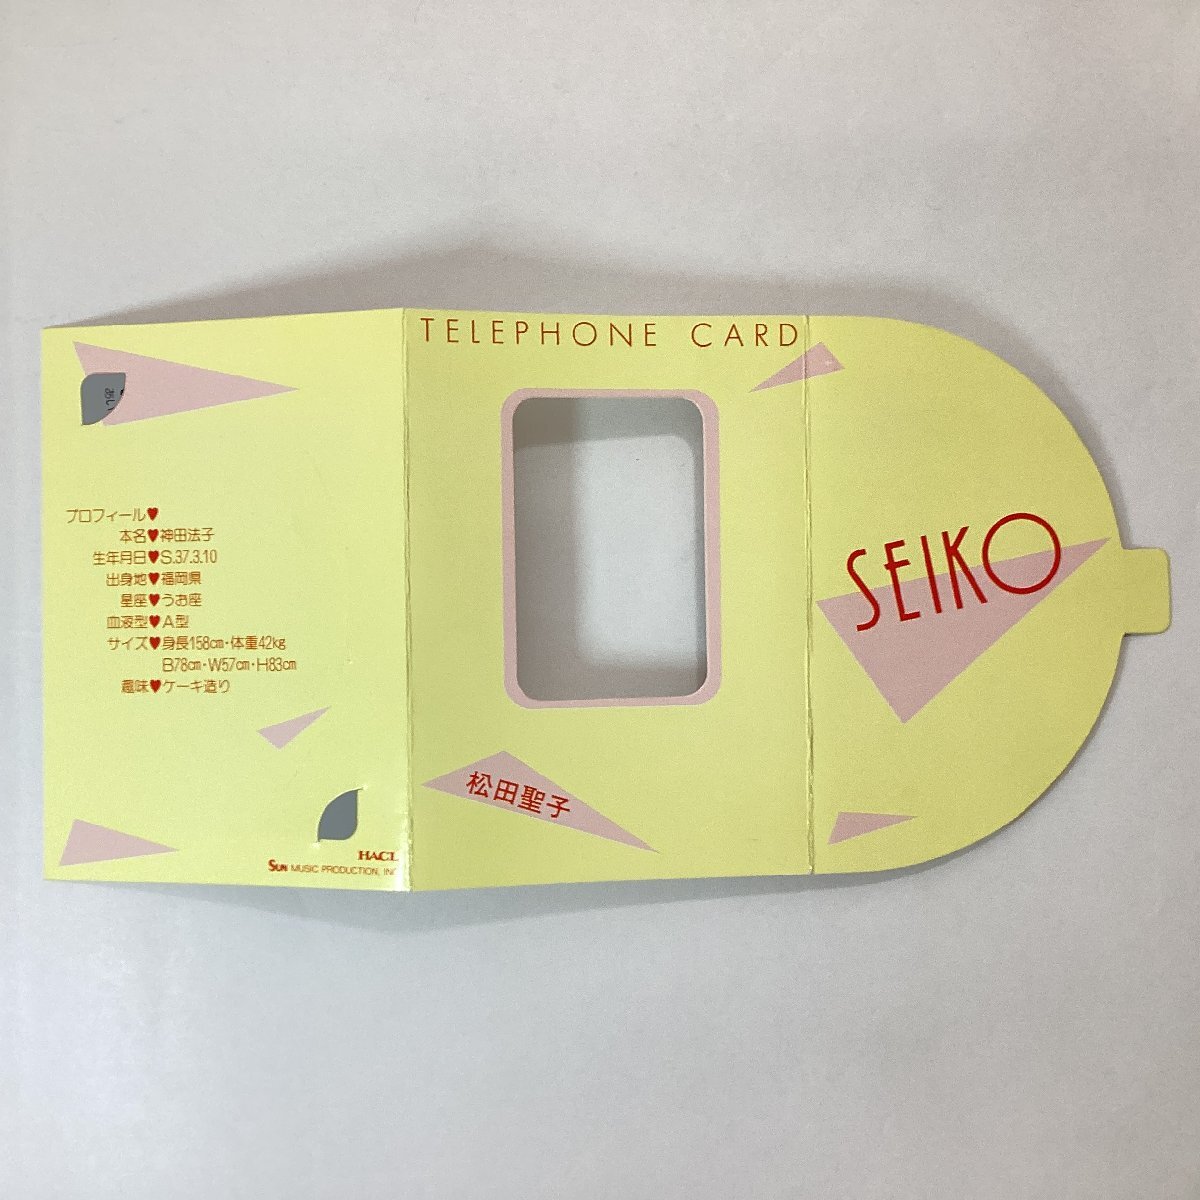 TELEPHONE CARD
プロフィール♥
本名♥神田法子
生年月日♥S.37.3.10
出身地♥福岡県
星座♥うお座
血液型♥A型
サイズ♥身長158cm・体重42kg
B78cm・W57cm・H83cm
趣味♥ケーキ造り
SEIKO
松田聖子
SUN MUSIC PRODUCTION,